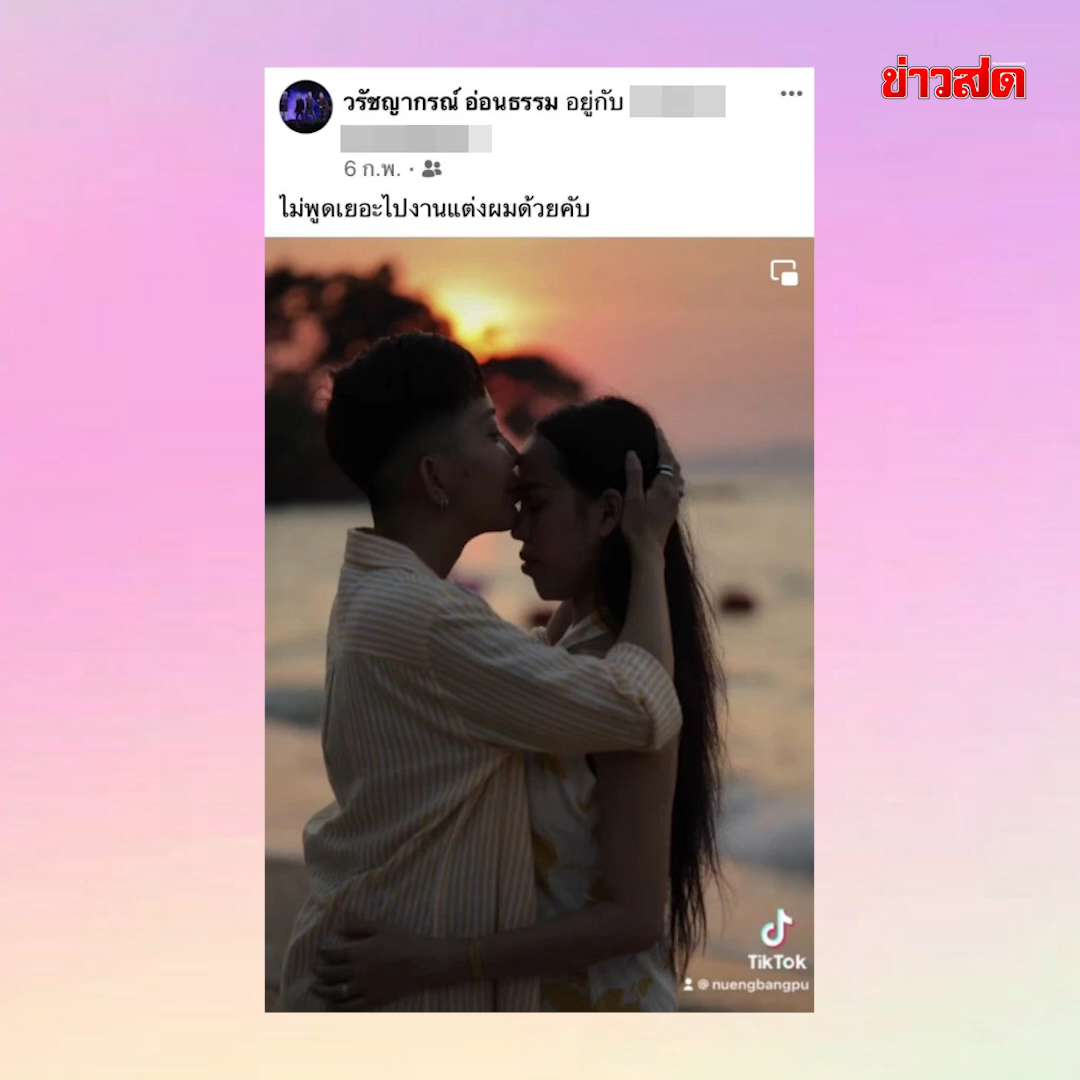 ข่าวสด
วรัชญากรณ์ อ่อนธรรม อยู่กับ
6 ก.พ. ·
ไม่พูดเยอะไปงานแต่งผมด้วยคับ
TikTok
@nuengbangpu